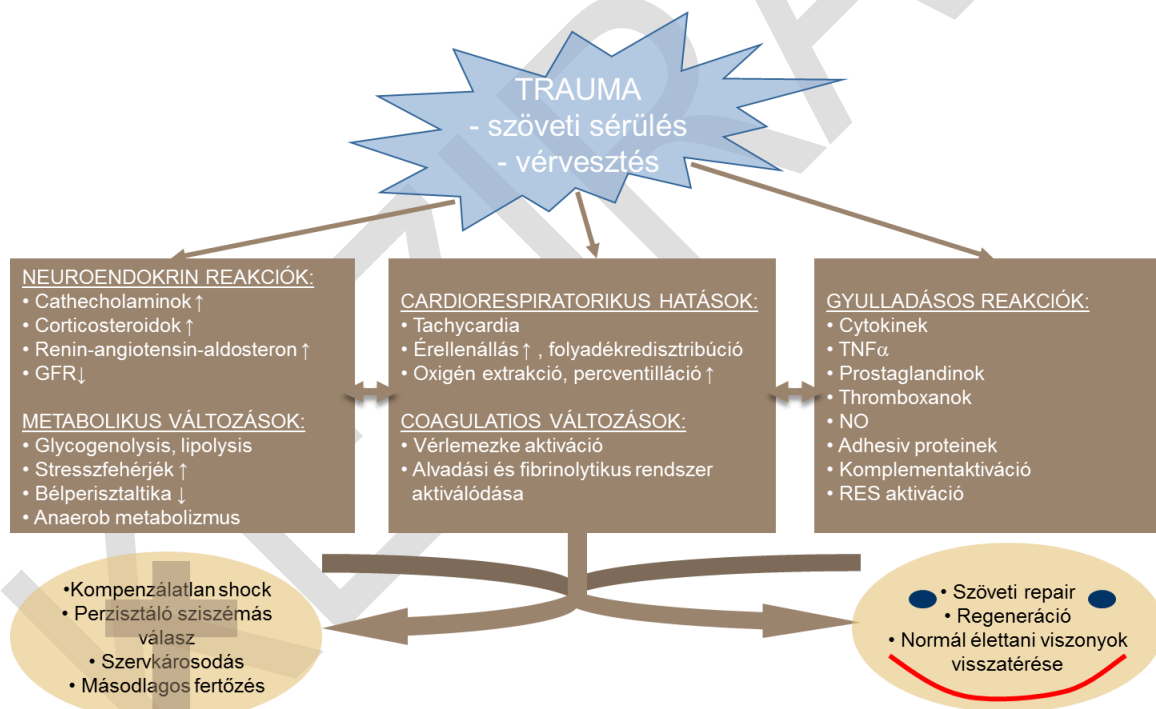 TRAUMA
- szöveti sérülés
- vérvesztés
NEUROENDOKRIN REAKCIÓK:
• Cathecholaminok ↑
• Corticosteroidok ↑
• Renin-angiotensin-aldosteron ↑
• GFR↓
METABOLIKUS VÁLTOZÁSOK:
• Glycogenolysis, lipolysis
• Stresszfehérjék ↑
• Bélperisztaltika ↓
• Anaerob metabolizmus
CARDIORESPIRATORIKUS HATÁSOK:
• Tachycardia
• Érellenállás ↑ , folyadékredisztribúció
• Oxigén extrakció, percventilláció ↑
COAGULATIOS VÁLTOZÁSOK:
• Vérlemezke aktiváció
• Alvadási és fibrinolytikus rendszer
aktiválódása
GYULLADÁSOS REAKCIÓK:
• Cytokinek
• TNFα
• Prostaglandinok
• Thromboxanok
• NO
• Adhesiv proteinek
• Komplementaktiváció
• RES aktiváció
•Kompenzálatlan shock
• Perzisztáló sziszémás
válasz
• Szervkárosodás
• Másodlagos fertőzés
• Szöveti repair
• Regeneráció
• Normál élettani viszonyok
visszatérése